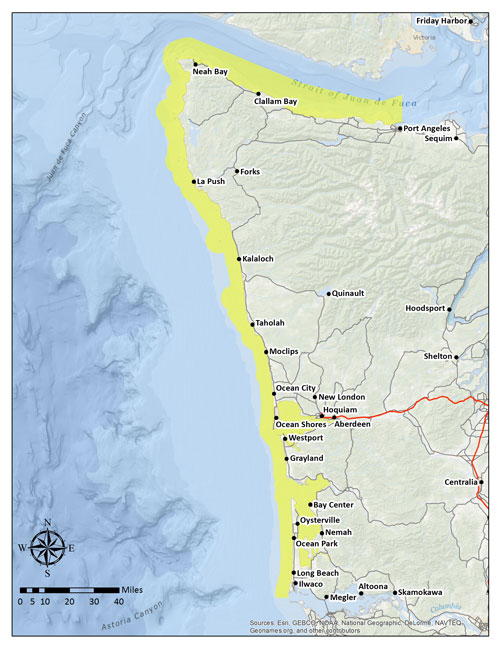 Friday Harbor
Victoria
Neah Bay
Strait of Juan de Fuca
Clallam Bay
Port Angeles
Sequim
Juan de Fuca Canyon
Forks
La Push
Kalaloch
Quinault
Hoodsport
Taholah
Moclips
Shelton
Ocean City
New London
Hoquiam
Ocean Shores
Aberdeen
Westport
Grayland
Centralia
Bay Center
Oysterville
Nemah
Ocean Park
N
W E
S
Long Beach
Ilwaco
Altoona
Skamokawa
Megler
Miles
0 5 10 20 30 40
Astoria Canyon
Columbia
Sources: Esri, GEBCO, NOAA, National Geographic, DeLorme, NAVTEQ,
Geonames.org, and other contributors